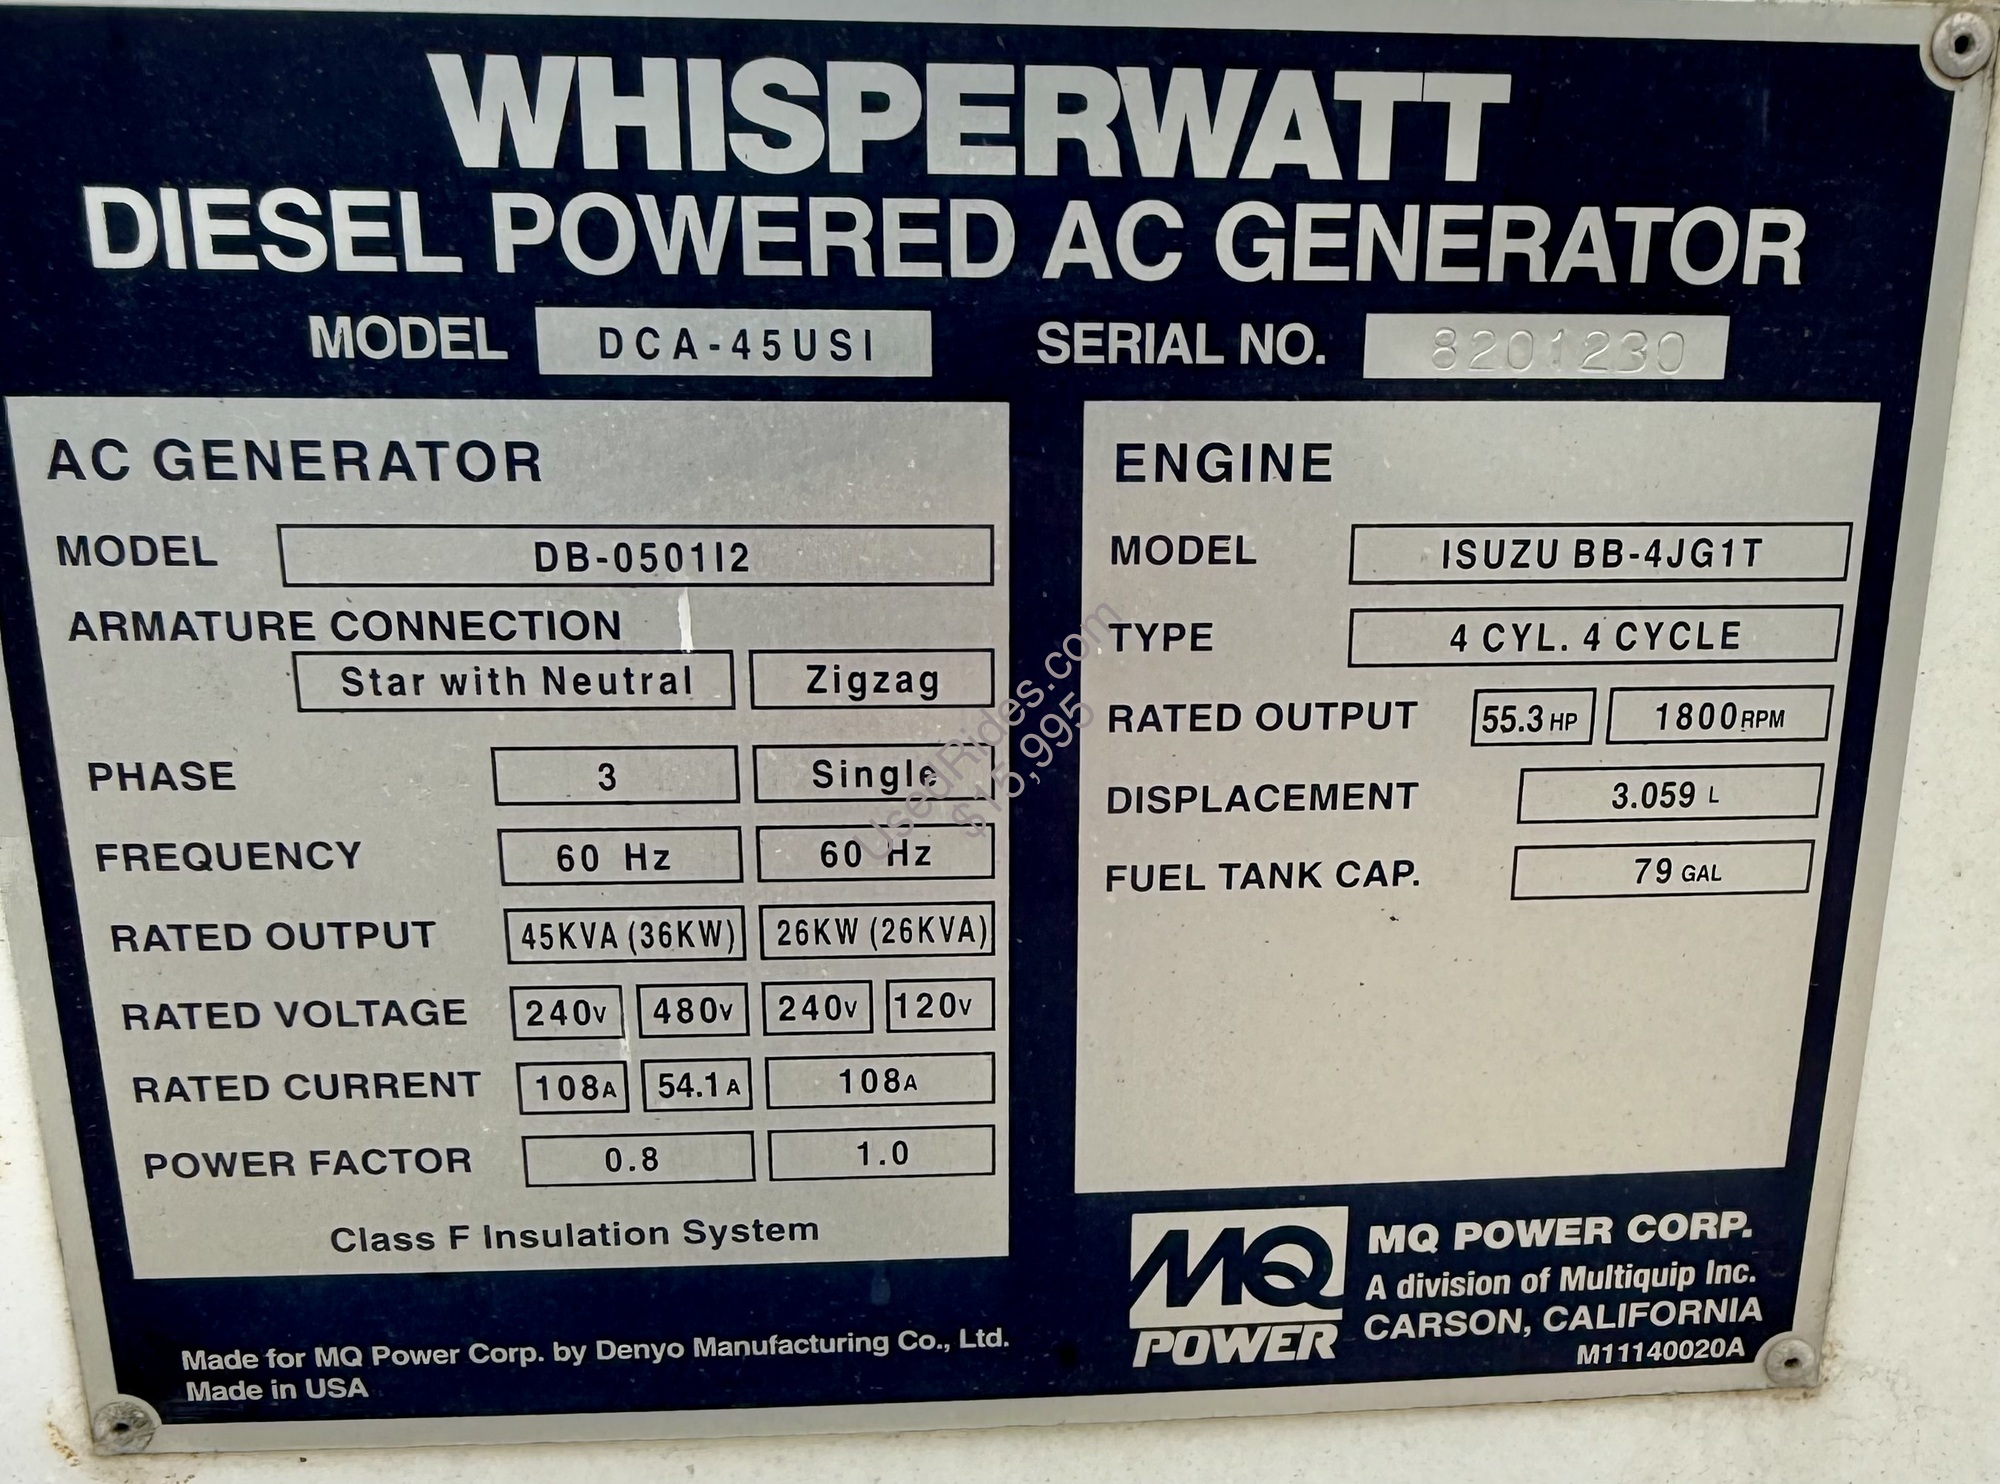 WHISPERWATT
DIESEL POWERED AC GENERATOR
MODEL DCA-45USI SERIAL NO. 8201230
AC GENERATOR
MODEL DB-0501I2
ARMATURE CONNECTION
Star with Neutral Zigzag
PHASE 3 Single
FREQUENCY 60 Hz 60 Hz
RATED OUTPUT 45KVA (36KW) 26KW (26KVA)
RATED VOLTAGE 240V 480V 240V 120V
RATED CURRENT 108A 54.1A 108A
POWER FACTOR 0.8 1.0
Class F Insulation System
ENGINE
MODEL ISUZU BB-4JG1T
TYPE 4 CYL. 4 CYCLE
RATED OUTPUT 55.3 HP 1800RPM
DISPLACEMENT 3.059 L
FUEL TANK CAP. 79 GAL
UsedRides.com
$15,995
Made for MQ Power Corp. by Denyo Manufacturing Co., Ltd.
Made in USA
MQ
POWER
MQ POWER CORP.
A division of Multiquip Inc.
CARSON, CALIFORNIA
M11140020A